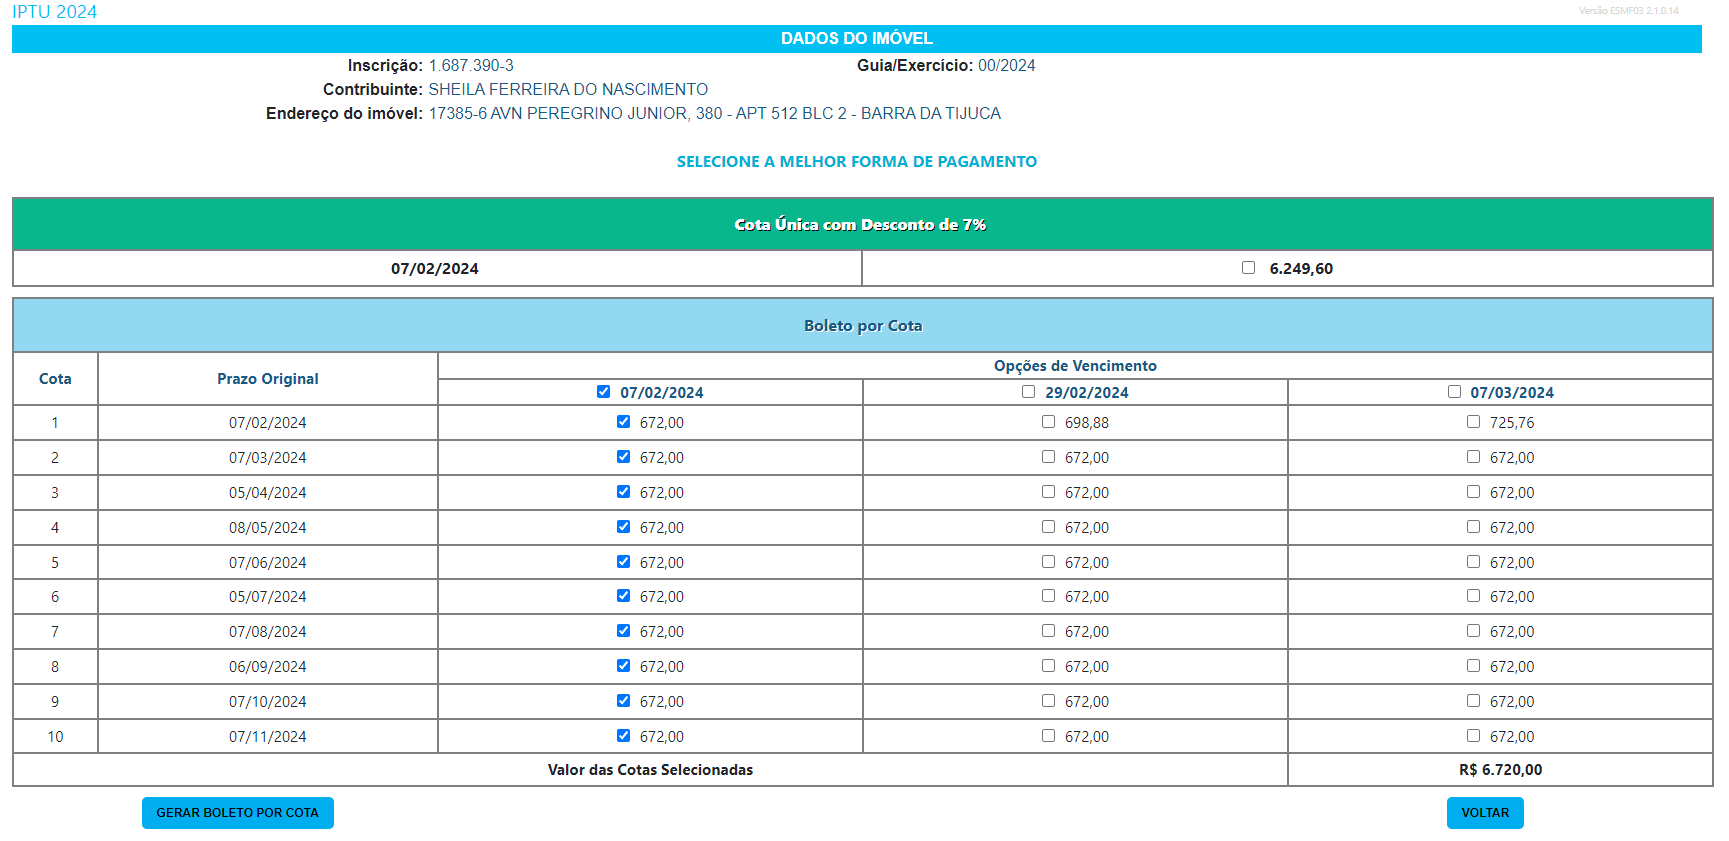 IPTU 2024
Versão ESMF03 2.1.0.14
DADOS DO IMÓVEL
Inscrição: 1.687.390-3 Guia/Exercício: 00/2024
Contribuinte: SHEILA FERREIRA DO NASCIMENTO
Endereço do imóvel: 17385-6 AVN PEREGRINO JUNIOR, 380 - APT 512 BLC 2 - BARRA DA TIJUCA
SELECIONE A MELHOR FORMA DE PAGAMENTO
Cota Única com Desconto de 7%
07/02/2024 6.249,60
Boleto por Cota
Cota Prazo Original Opções de Vencimento
07/02/2024 29/02/2024 07/03/2024
1 07/02/2024 672,00 698,88 725,76
2 07/03/2024 672,00 672,00 672,00
3 05/04/2024 672,00 672,00 672,00
4 08/05/2024 672,00 672,00 672,00
5 07/06/2024 672,00 672,00 672,00
6 05/07/2024 672,00 672,00 672,00
7 07/08/2024 672,00 672,00 672,00
8 06/09/2024 672,00 672,00 672,00
9 07/10/2024 672,00 672,00 672,00
10 07/11/2024 672,00 672,00 672,00
Valor das Cotas Selecionadas R$ 6.720,00
GERAR BOLETO POR COTA VOLTAR